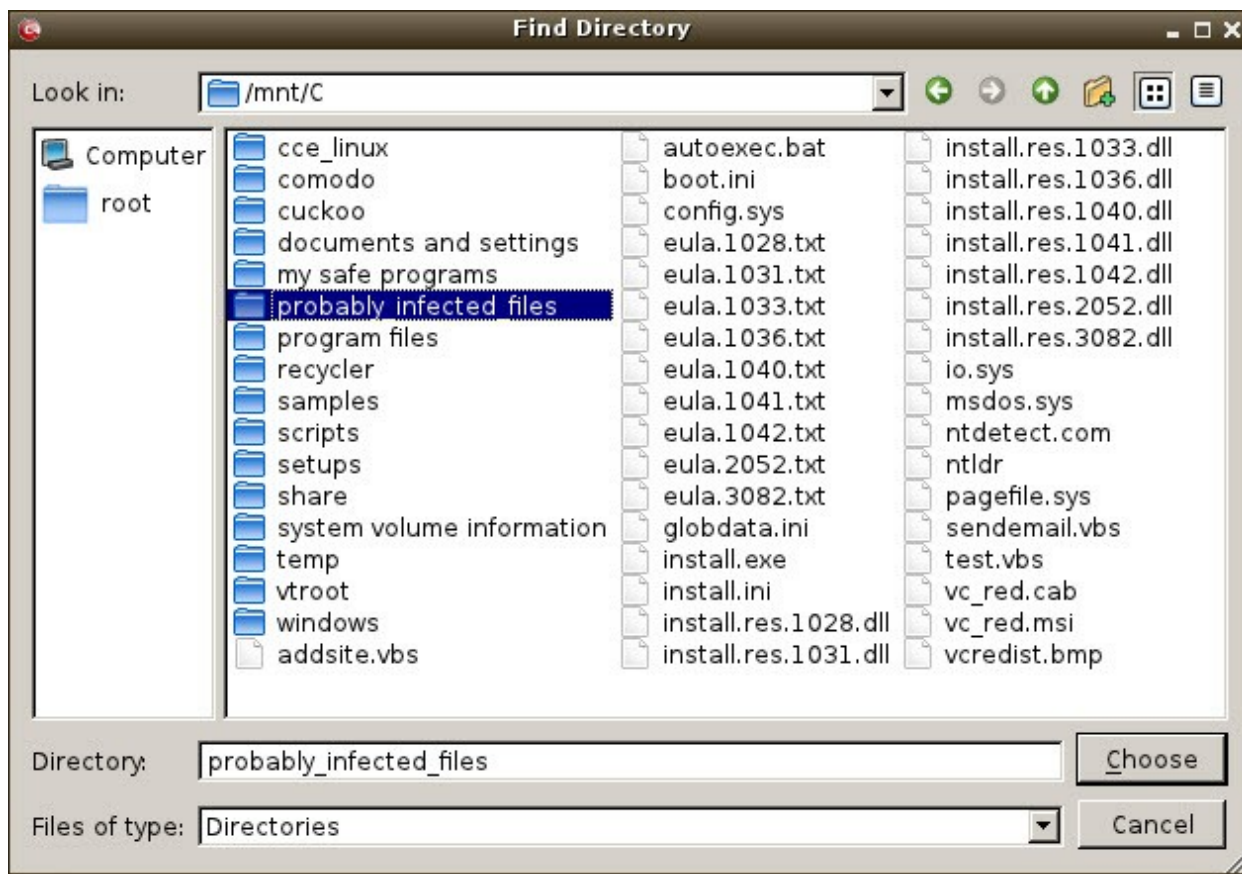 Find Directory
Look in:
/mnt/C
Computer
root
cce_linux
comodo
cuckoo
documents and settings
my safe programs
probably_infected_files
program files
recycler
samples
scripts
setups
share
system volume information
temp
vtroot
windows
addsite.vbs
autoexec.bat
boot.ini
config.sys
eula.1028.txt
eula.1031.txt
eula.1033.txt
eula.1036.txt
eula.1040.txt
eula.1041.txt
eula.1042.txt
eula.2052.txt
eula.3082.txt
globdata.ini
install.exe
install.ini
install.res.1028.dll
install.res.1031.dll
install.res.1033.dll
install.res.1036.dll
install.res.1040.dll
install.res.1041.dll
install.res.1042.dll
install.res.2052.dll
install.res.3082.dll
io.sys
msdos.sys
ntdetect.com
ntldr
pagefile.sys
sendemail.vbs
test.vbs
vc_red.cab
vc_red.msi
vcredist.bmp
Directory:
probably_infected_files
Choose
Files of type:
Directories
Cancel